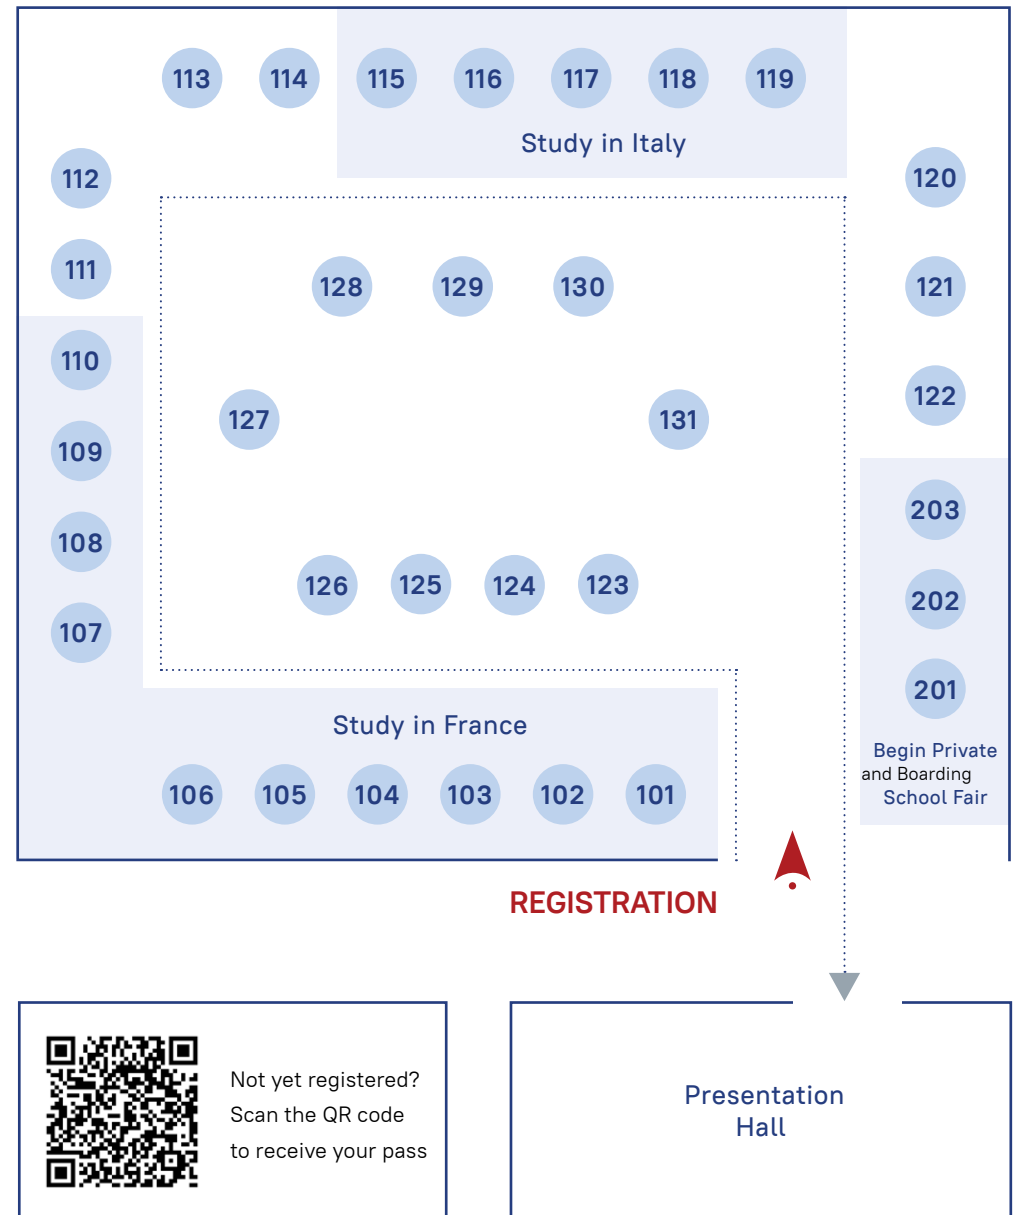 113 114 115 116 117 118 119
Study in Italy
112
120
111
128 129 130
121
110
127
131
122
109
203
108
126 125 124 123
202
107
201
Study in France
Begin Private
and Boarding
School Fair
106 105 104 103 102 101
REGISTRATION
Not yet registered?
Scan the QR code
to receive your pass
Presentation
Hall